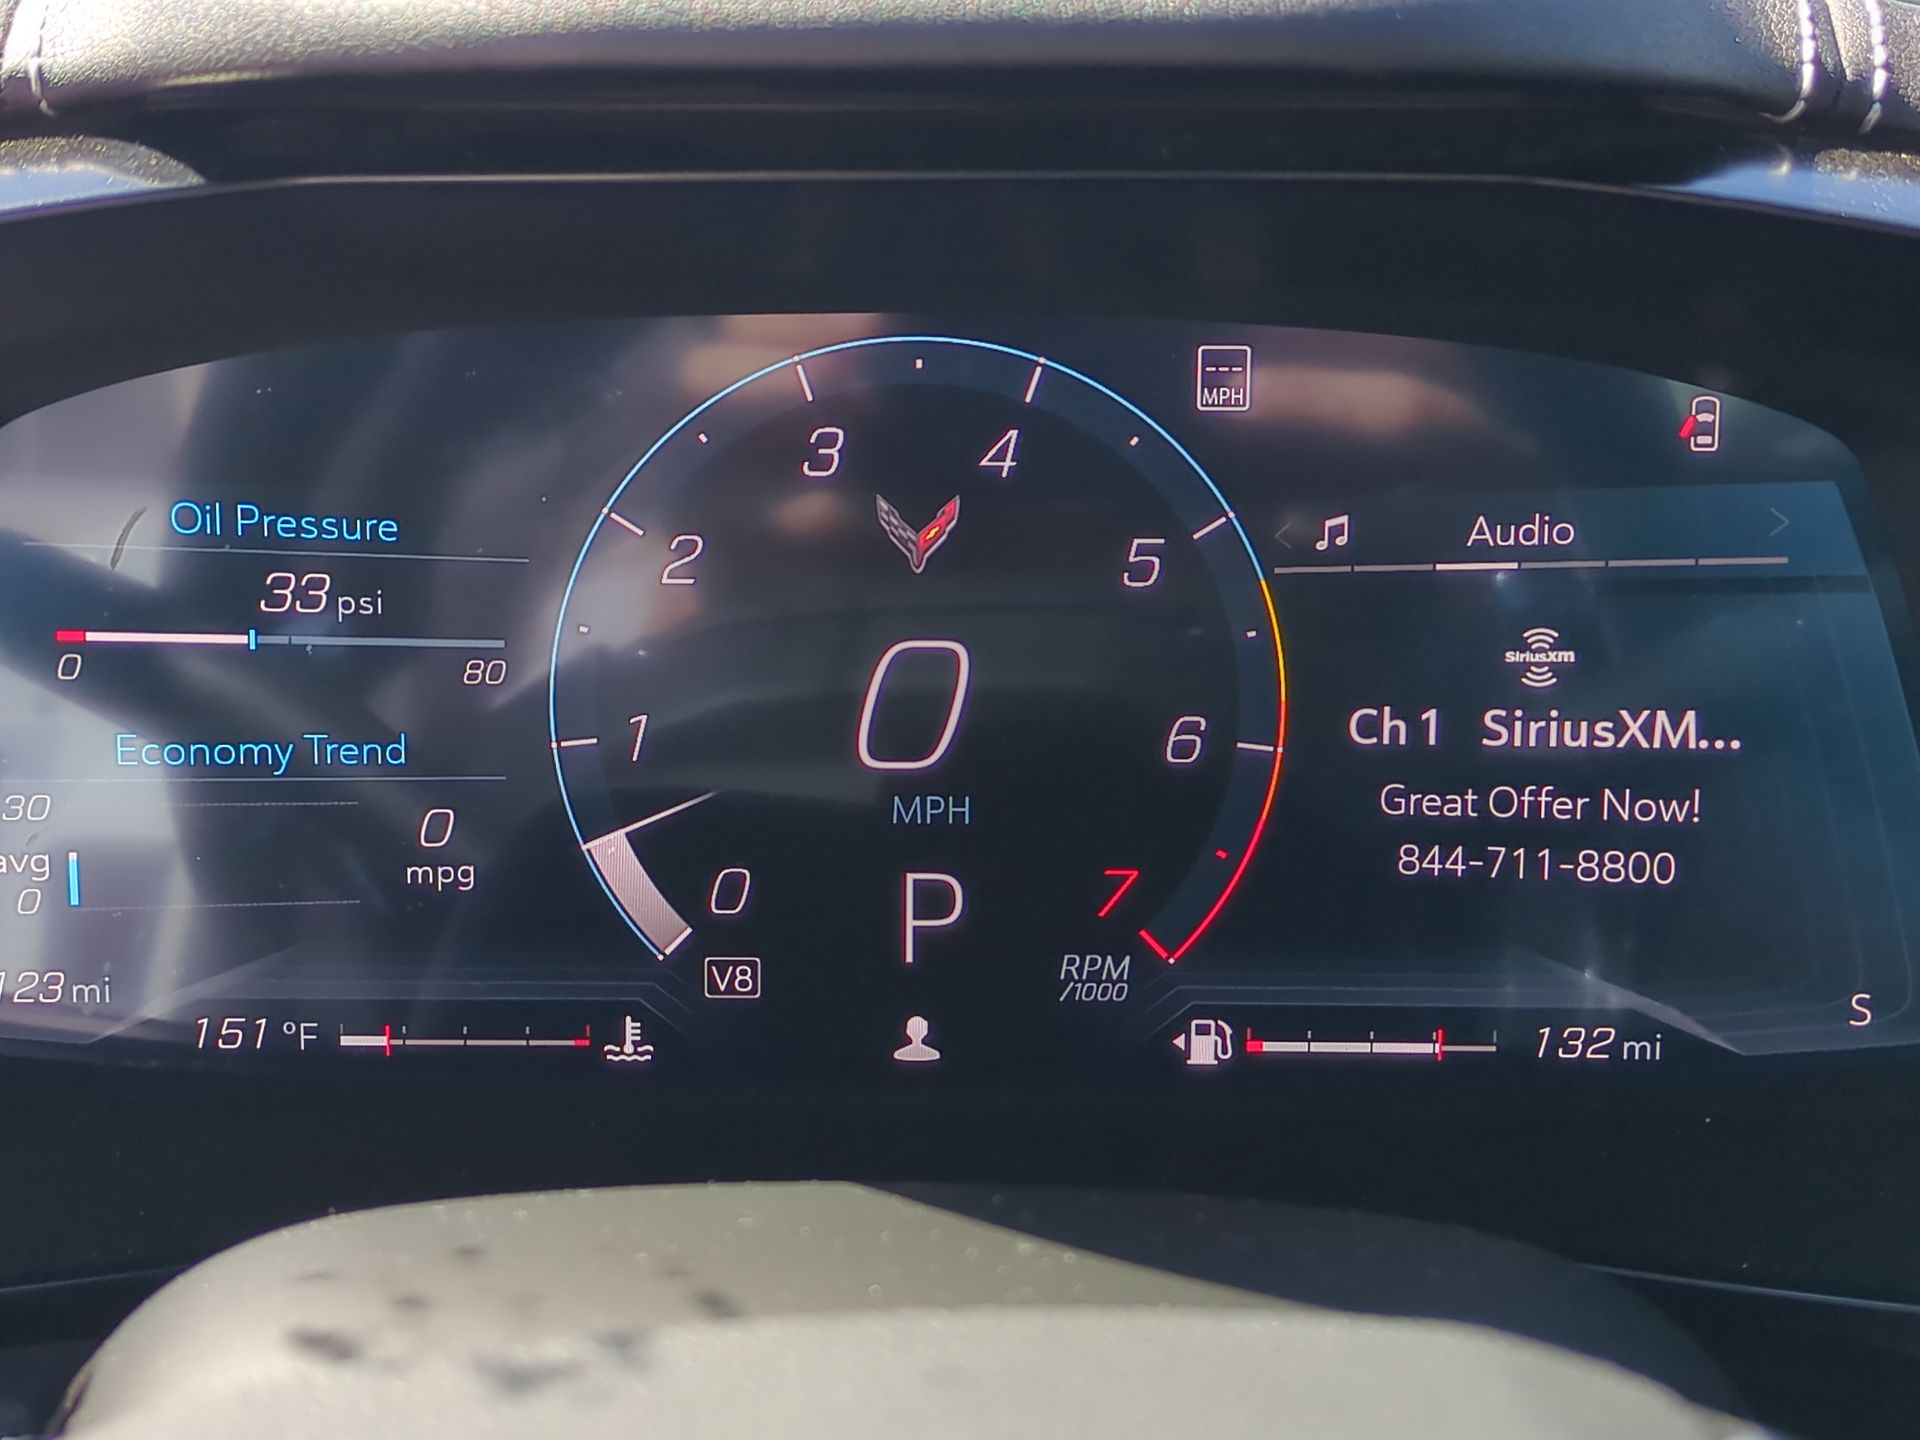 --- MPH
3 4
2 5
1 6
0 7
Oil Pressure
33 psi
0 80
Economy Trend
30
avg
0
0
mpg
123 mi
151 °F
0
MPH
P
V8
RPM
/1000
Audio
SiriusXM
Ch 1 SiriusXM...
Great Offer Now!
844-711-8800
S
132 mi